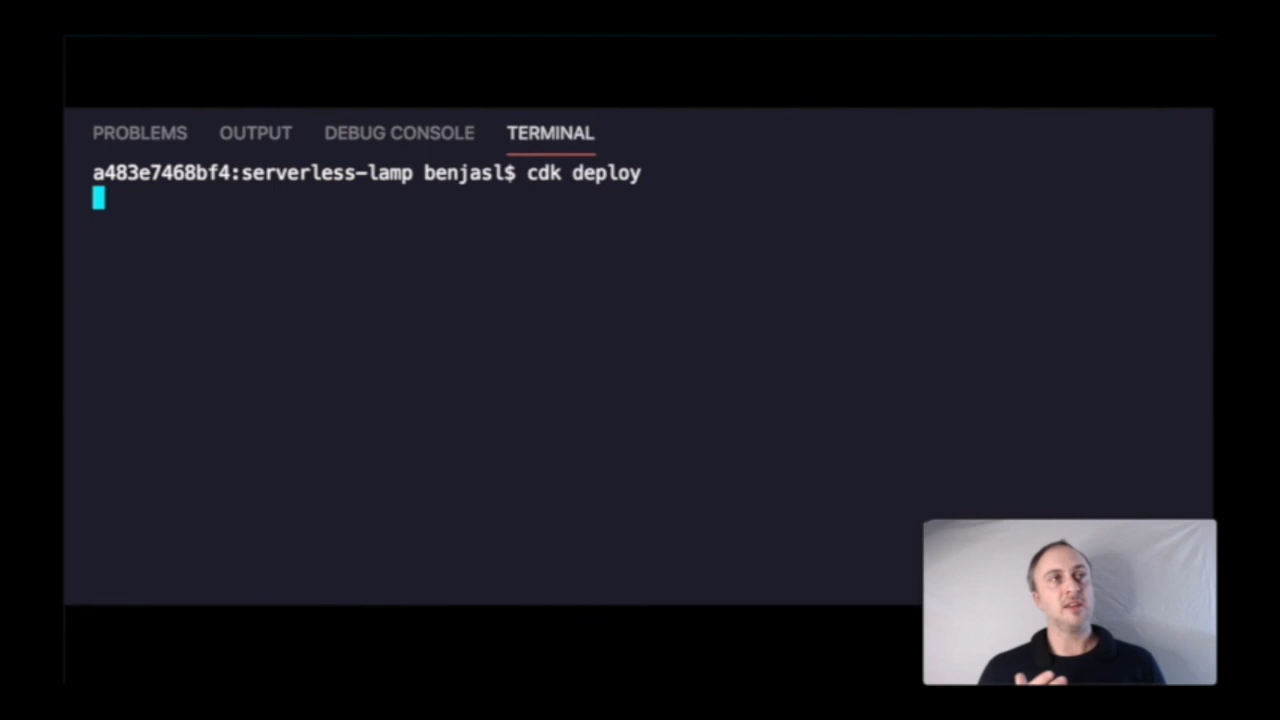 PROBLEMS OUTPUT DEBUG CONSOLE TERMINAL
a483e7468bf4:serverless-lamp benjasl$ cdk deploy